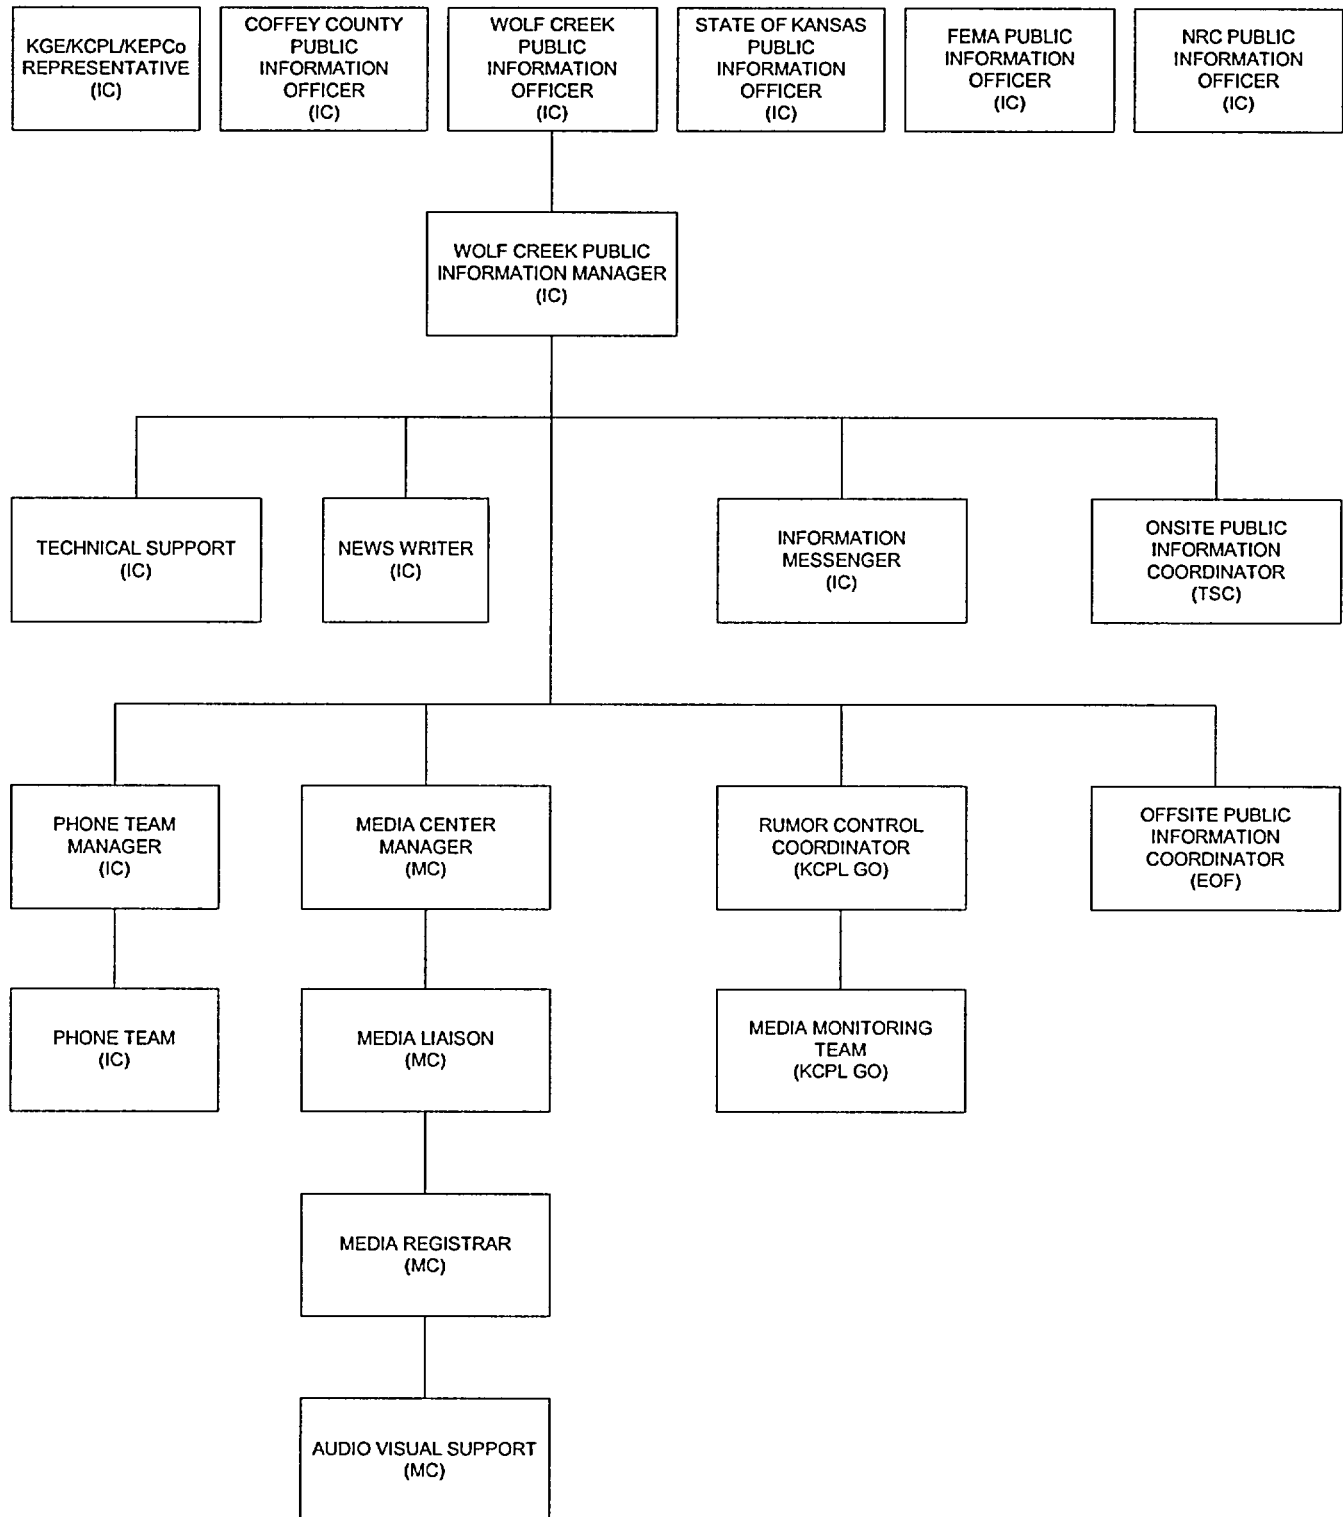 KGE/KCPL/KEPCo
REPRESENTATIVE
(IC)
COFFEY COUNTY
PUBLIC
INFORMATION
OFFICER
(IC)
WOLF CREEK
PUBLIC
INFORMATION
OFFICER
(IC)
STATE OF KANSAS
PUBLIC
INFORMATION
OFFICER
(IC)
FEMA PUBLIC
INFORMATION
OFFICER
(IC)
NRC PUBLIC
INFORMATION
OFFICER
(IC)
WOLF CREEK PUBLIC
INFORMATION MANAGER
(IC)
TECHNICAL SUPPORT
(IC)
NEWS WRITER
(IC)
INFORMATION
MESSENGER
(IC)
ONSITE PUBLIC
INFORMATION
COORDINATOR
(TSC)
PHONE TEAM
MANAGER
(IC)
MEDIA CENTER
MANAGER
(MC)
RUMOR CONTROL
COORDINATOR
(KCPL GO)
OFFSITE PUBLIC
INFORMATION
COORDINATOR
(EOF)
PHONE TEAM
(IC)
MEDIA LIAISON
(MC)
MEDIA MONITORING
TEAM
(KCPL GO)
MEDIA REGISTRAR
(MC)
AUDIO VISUAL SUPPORT
(MC)